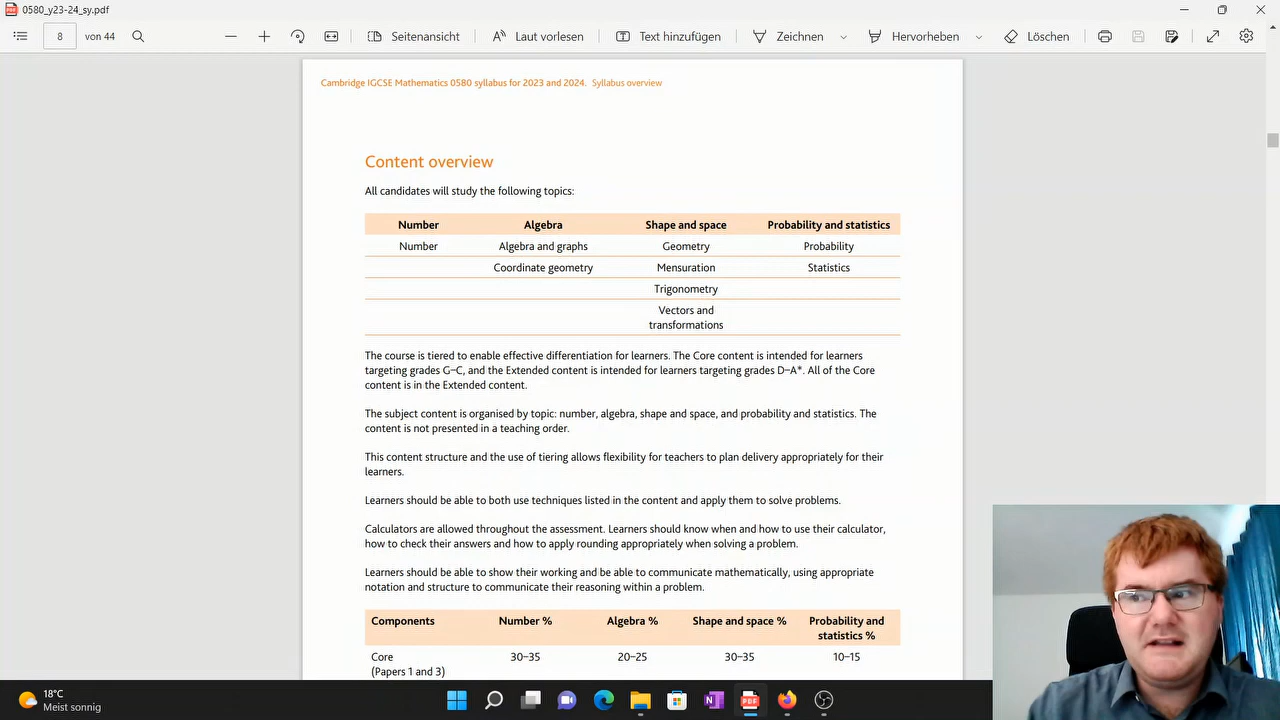 0580_y23-24_sy.pdf
8 von 44 Seitenansicht Laut vorlesen Text hinzufügen Zeichnen Hervorheben Löschen
Cambridge IGCSE Mathematics 0580 syllabus for 2023 and 2024. Syllabus overview
Content overview
All candidates will study the following topics:
Number Algebra Shape and space Probability and statistics
Number Algebra and graphs Geometry Probability
Coordinate geometry Mensuration Statistics
Trigonometry
Vectors and
transformations
The course is tiered to enable effective differentiation for learners. The Core content is intended for learners
targeting grades G–C, and the Extended content is intended for learners targeting grades D–A*. All of the Core
content is in the Extended content.
The subject content is organised by topic: number, algebra, shape and space, and probability and statistics. The
content is not presented in a teaching order.
This content structure and the use of tiering allows flexibility for teachers to plan delivery appropriately for their
learners.
Learners should be able to both use techniques listed in the content and apply them to solve problems.
Calculators are allowed throughout the assessment. Learners should know when and how to use their calculator,
how to check their answers and how to apply rounding appropriately when solving a problem.
Learners should be able to show their working and be able to communicate mathematically, using appropriate
notation and structure to communicate their reasoning within a problem.
Components Number % Algebra % Shape and space % Probability and
statistics %
Core 30–35 20–25 30–35 10–15
(Papers 1 and 3)
18°C
Meist sonnig